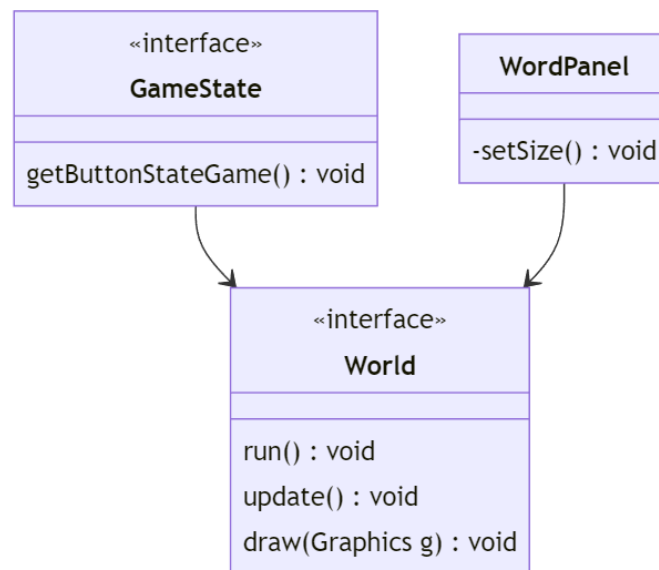 «interface»
GameState
getButtonStateGame() : void
WordPanel
-setSize() : void
«interface»
World
run() : void
update() : void
draw(Graphics g) : void